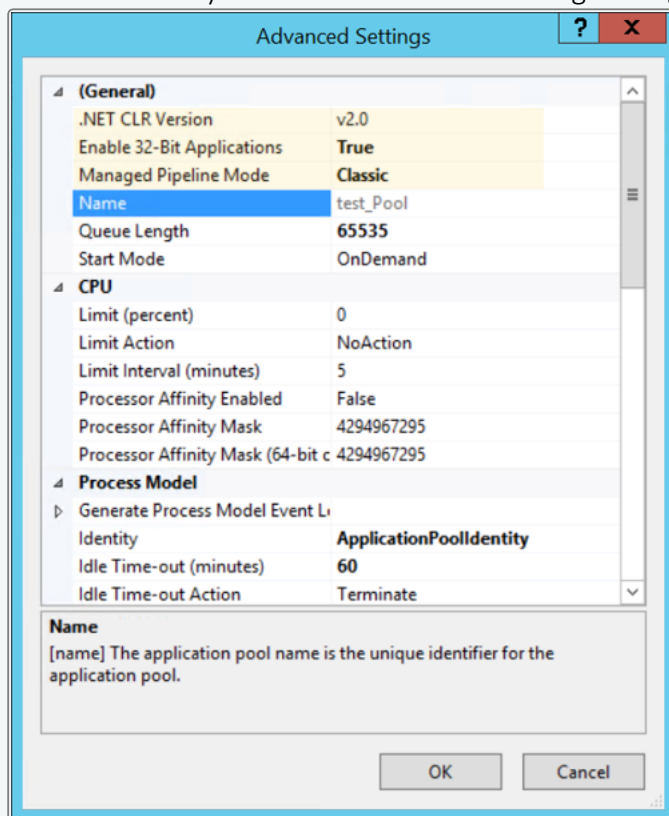 Advanced Settings
? x
(General)
.NET CLR Version v2.0
Enable 32-Bit Applications True
Managed Pipeline Mode Classic
Name test_Pool
Queue Length 65535
Start Mode OnDemand
CPU
Limit (percent) 0
Limit Action NoAction
Limit Interval (minutes) 5
Processor Affinity Enabled False
Processor Affinity Mask 4294967295
Processor Affinity Mask (64-bit c 4294967295
Process Model
Generate Process Model Event L
Identity ApplicationPoolIdentity
Idle Time-out (minutes) 60
Idle Time-out Action Terminate
Name
[name] The application pool name is the unique identifier for the
application pool.
OK Cancel